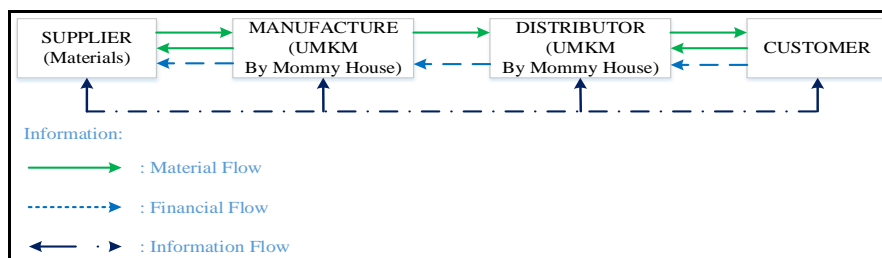 SUPPLIER
(Materials)
MANUFACTURE
(UMKM
By Mommy House)
DISTRIBUTOR
(UMKM
By Mommy House)
CUSTOMER
Information:
: Material Flow
: Financial Flow
: Information Flow